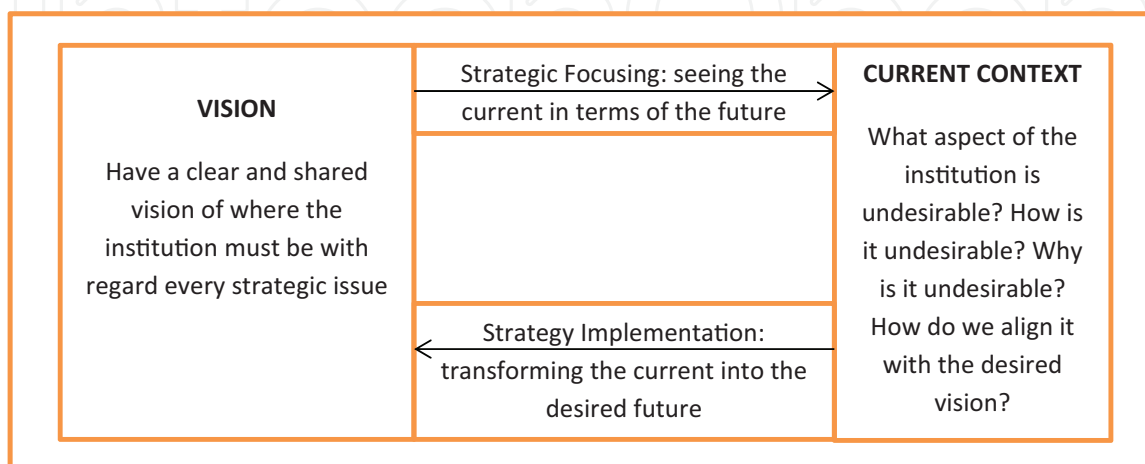 VISION
Have a clear and shared
vision of where the
institution must be with
regard every strategic issue
Strategic Focusing: seeing the
current in terms of the future
Strategy Implementation:
transforming the current into the
desired future
CURRENT CONTEXT
What aspect of the
institution is
undesirable? How is
it undesirable? Why
is it undesirable?
How do we align it
with the desired
vision?